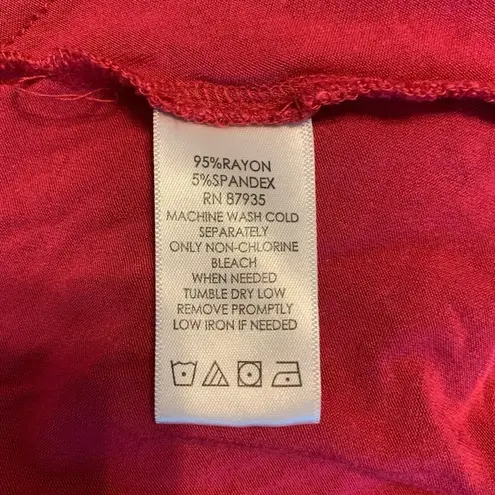 95%RAYON
5%SPANDEX
RN 87935
MACHINE WASH COLD
SEPARATELY
ONLY NON-CHLORINE
BLEACH
WHEN NEEDED
TUMBLE DRY LOW
REMOVE PROMPTLY
LOW IRON IF NEEDED